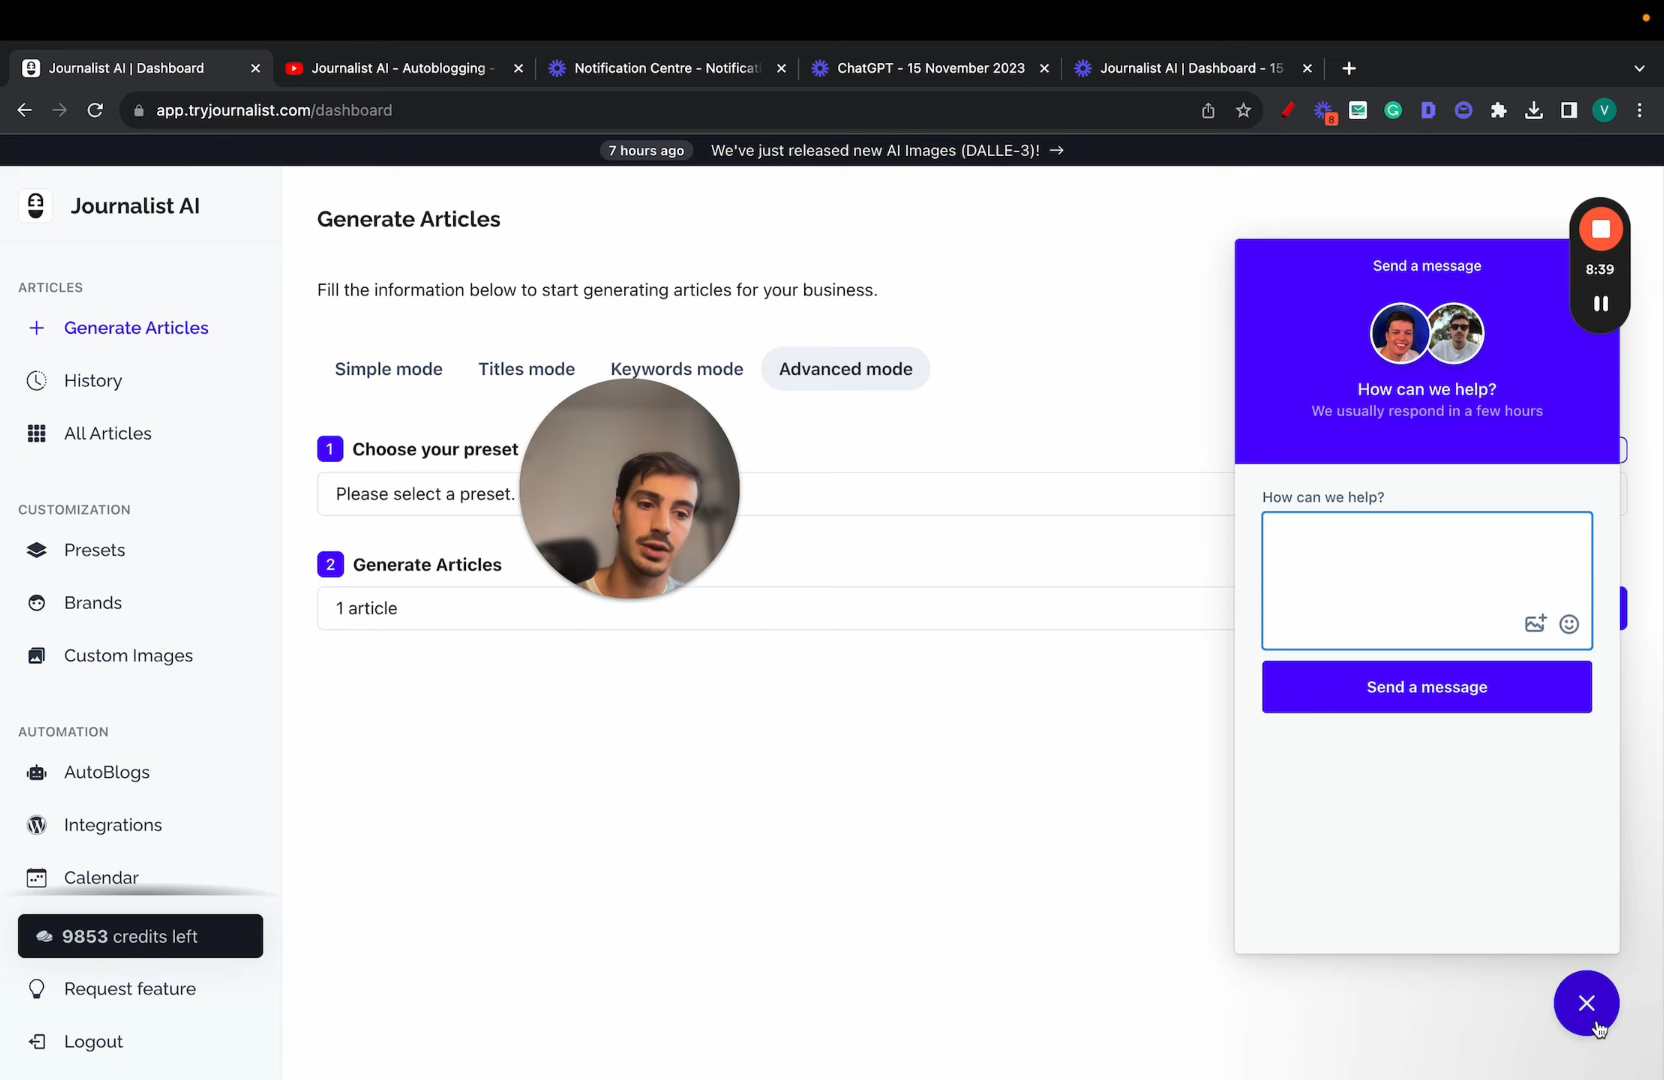 Journalist AI | Dashboard
Journalist AI - Autoblogging -
Notification Centre - Notificati
ChatGPT - 15 November 2023
Journalist AI | Dashboard - 15
app.tryjournalist.com/dashboard
8
V
7 hours ago
We've just released new AI Images (DALLE-3)! →
Journalist AI
ARTICLES
Generate Articles
History
All Articles
CUSTOMIZATION
Presets
Brands
Custom Images
AUTOMATION
AutoBlogs
Integrations
Calendar
9853 credits left
Request feature
Logout
Generate Articles
Fill the information below to start generating articles for your business.
Simple mode
Titles mode
Keywords mode
Advanced mode
1 Choose your preset
Please select a preset.
2 Generate Articles
1 article
Send a message
How can we help?
We usually respond in a few hours
How can we help?
Send a message
8:39